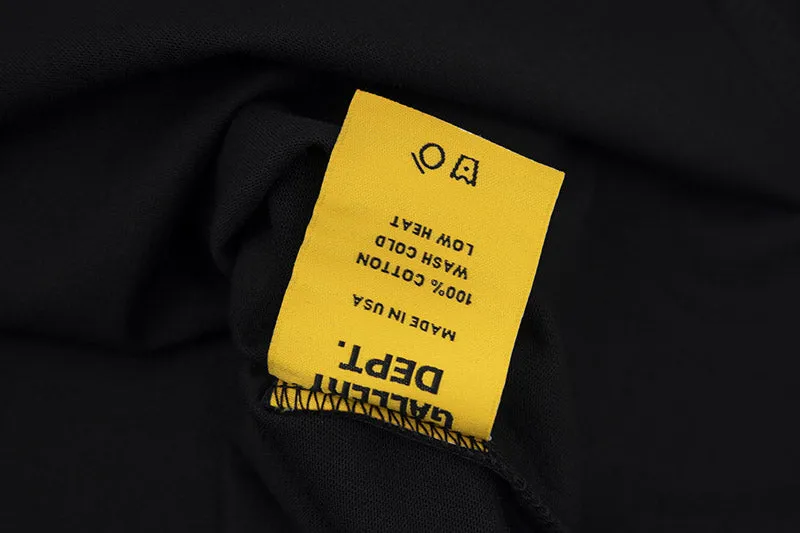 GALLERY
DEPT.
MADE IN USA
100% COTTON
WASH COLD
LOW HEAT